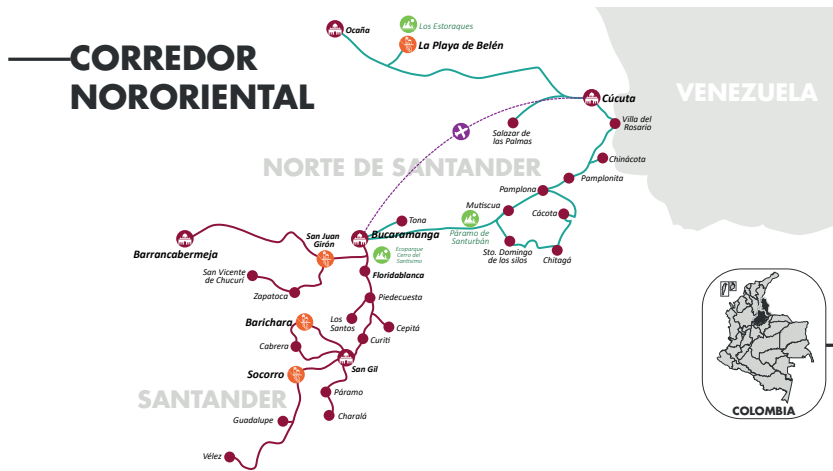 CORREDOR
NORORIENTAL
Ocaña
Los Estoraques
La Playa de Belén
VENEZUELA
Cúcuta
Villa del
Rosario
Salazar de
las Palmas
Chinácota
NORTE DE SANTANDER
Pamplonita
Pamplona
Mutiscua
Cácota
Tona
San Juan
Girón
Bucaramanga
Páramo de
Santurbán
Barrancabermeja
Ecoparque
Cerro del
Santísimo
Sto. Domingo
de los silos
Chitagá
San Vicente
de Chucurí
Floridablanca
Zapatoca
Piedecuesta
Barichara
Los
Santos
Cepitá
Cabrera
Curití
Socorro
San Gil
SANTANDER
Páramo
Guadalupe
Charalá
Vélez
COLOMBIA